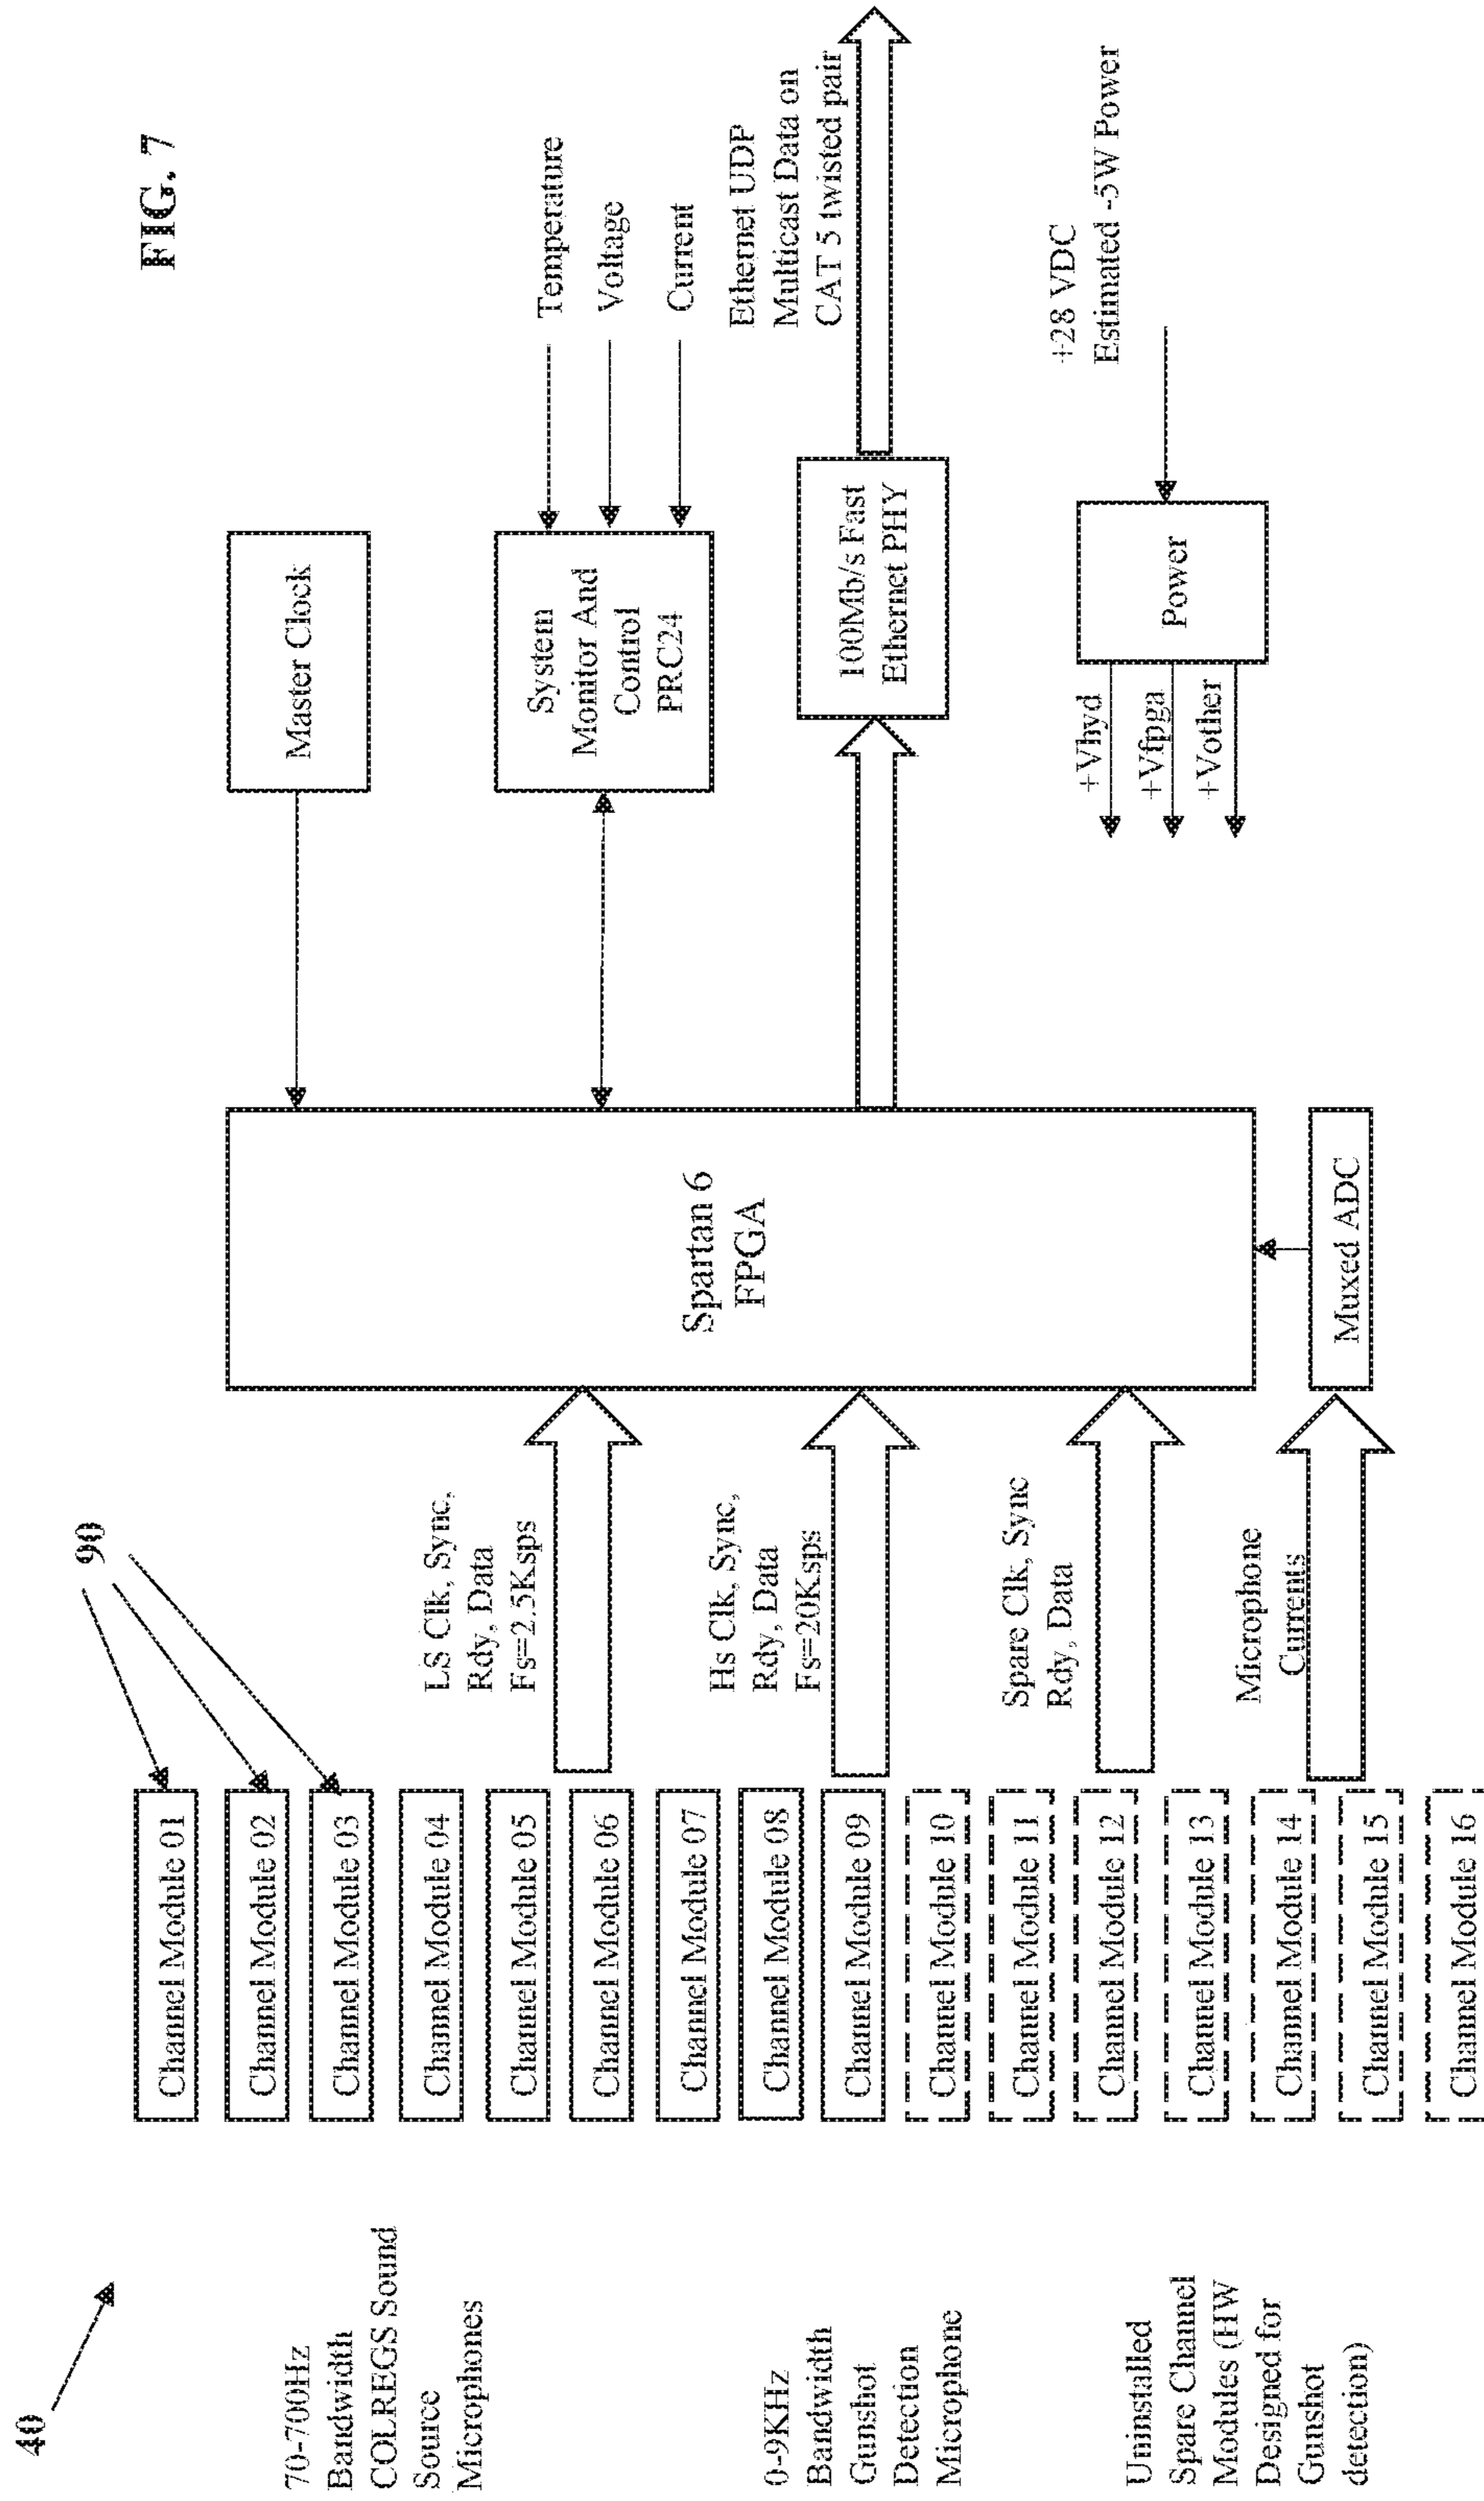 FIG. 7
40
90
70-700Hz
Bandwidth
COLREGS Sound
Source
Microphones
0-9KHz
Bandwidth
Gunshot
Detection
Microphone
Uninstalled
Spare Channel
Modules (HW
Designed for
Gunshot
detection)
Channel Module 01
Channel Module 02
Channel Module 03
Channel Module 04
Channel Module 05
Channel Module 06
Channel Module 07
Channel Module 08
Channel Module 09
Channel Module 10
Channel Module 11
Channel Module 12
Channel Module 13
Channel Module 14
Channel Module 15
Channel Module 16
LS Clk, Sync,
Rdy, Data
Fs=2.5Ksps
Hs Clk, Sync,
Rdy, Data
Fs=20Ksps
Spare Clk, Sync
Rdy, Data
Microphone
Currents
Spartan 6
FPGA
Muxed ADC
Master Clock
System
Monitor And
Control
PRC24
Temperature
Voltage
Current
100Mb/s Fast
Ethernet PHY
Ethernet UDP
Multicast Data on
CAT 5 twisted pair
+Vhyd
+Vfpga
+Vother
Power
+28 VDC
Estimated -5W Power